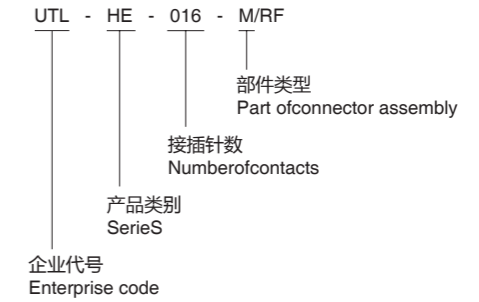 UTL - HE - 016 - M/RF
部件类型
Part ofconnector assembly
接插针数
Numberofcontacts
产品类别
SerieS
企业代号
Enterprise code